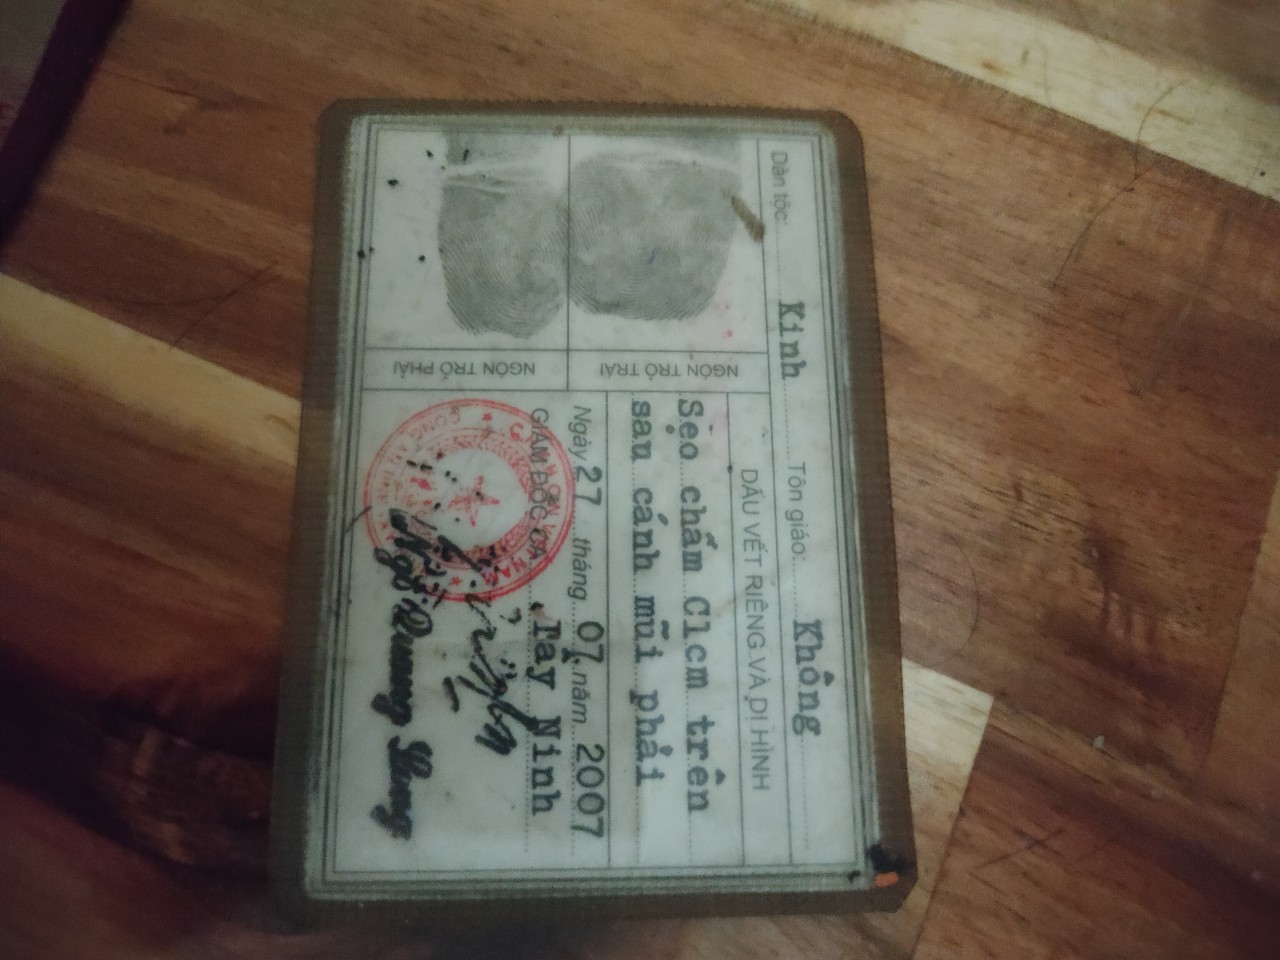 Dân tộc: Kinh Tôn giáo: Không
DẤU VẾT RIÊNG VÀ DỊ HÌNH
Sẹo chấm C1cm trên
sau cánh mũi phải
NGÓN TRỎ TRÁI
NGÓN TRỎ PHẢI
Ngày 27 tháng 07 năm 2007
GIÁM ĐỐC CA Tây Ninh
Ngô Quang